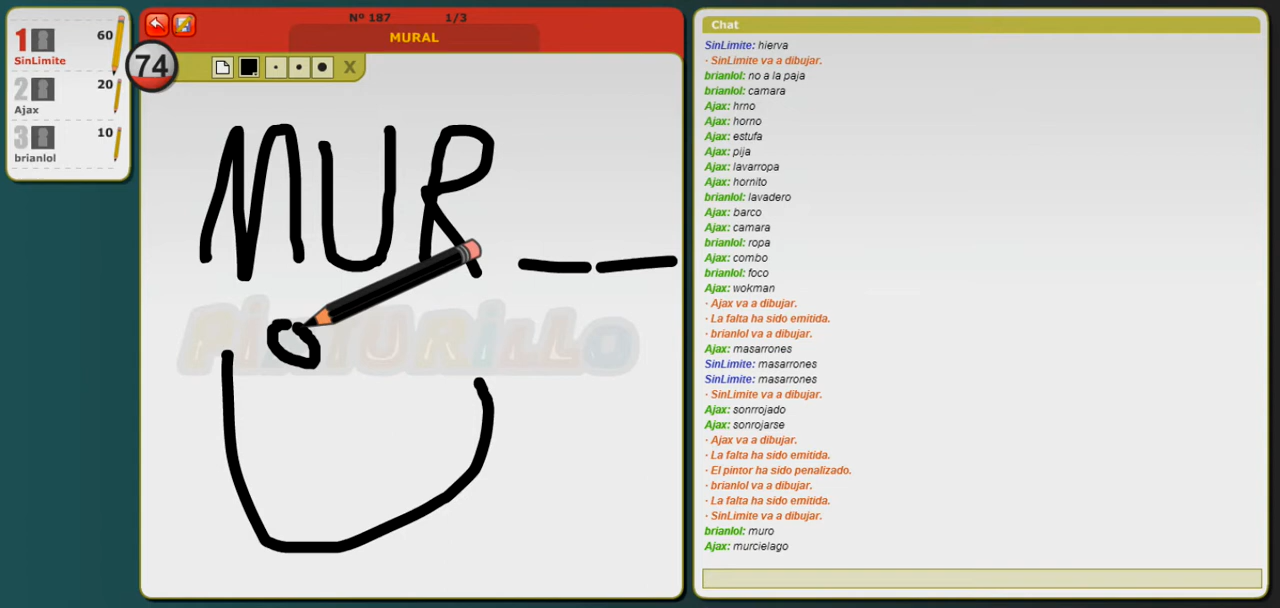 1 60
SinLimite
2 20
Ajax
3 10
brianlol
74
Nº 187 1/3
MURAL
X
MUR _ _
PINTURILLO
Chat
SinLimite: hierva
· SinLimite va a dibujar.
brianlol: no a la paja
brianlol: camara
Ajax: hrno
Ajax: horno
Ajax: estufa
Ajax: pija
Ajax: lavarropa
Ajax: hornito
brianlol: lavadero
Ajax: barco
Ajax: camara
brianlol: ropa
Ajax: combo
brianlol: foco
Ajax: wokman
· Ajax va a dibujar.
· La falta ha sido emitida.
· brianlol va a dibujar.
Ajax: masarrones
SinLimite: masarrones
SinLimite: masarrones
· SinLimite va a dibujar.
Ajax: sonrrojado
Ajax: sonrojarse
· Ajax va a dibujar.
· La falta ha sido emitida.
· El pintor ha sido penalizado.
· brianlol va a dibujar.
· La falta ha sido emitida.
· SinLimite va a dibujar.
brianlol: muro
Ajax: murcielago